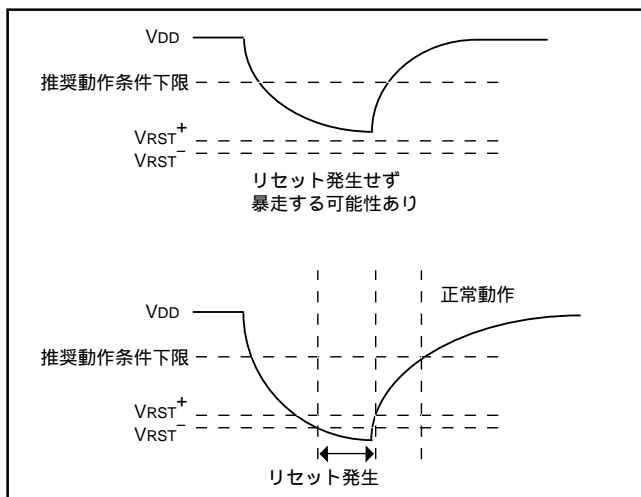 VDD
推奨動作条件下限
VRST+
VRST-
リセット発生せず
暴走する可能性あり
正常動作
VDD
推奨動作条件下限
VRST+
VRST-
リセット発生